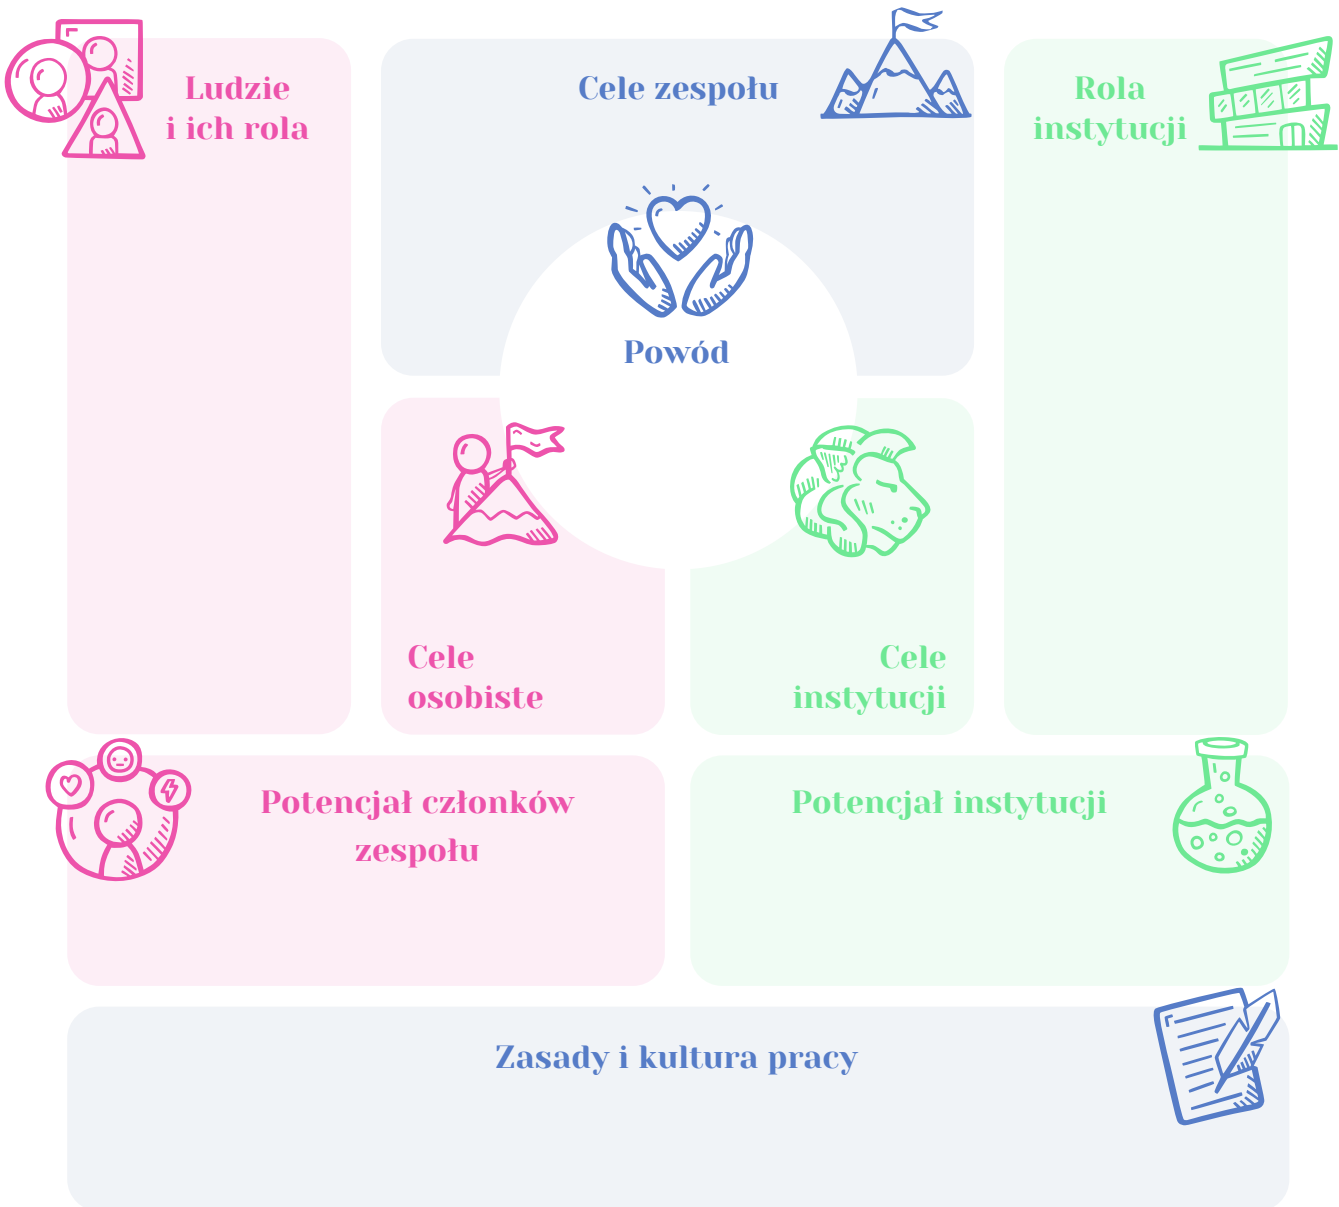 Ludzie
i ich rola
Cele zespołu
Rola
instytucji
Powód
Cele
osobiste
Cele
instytucji
Potencjał członków
zespołu
Potencjał instytucji
Zasady i kultura pracy